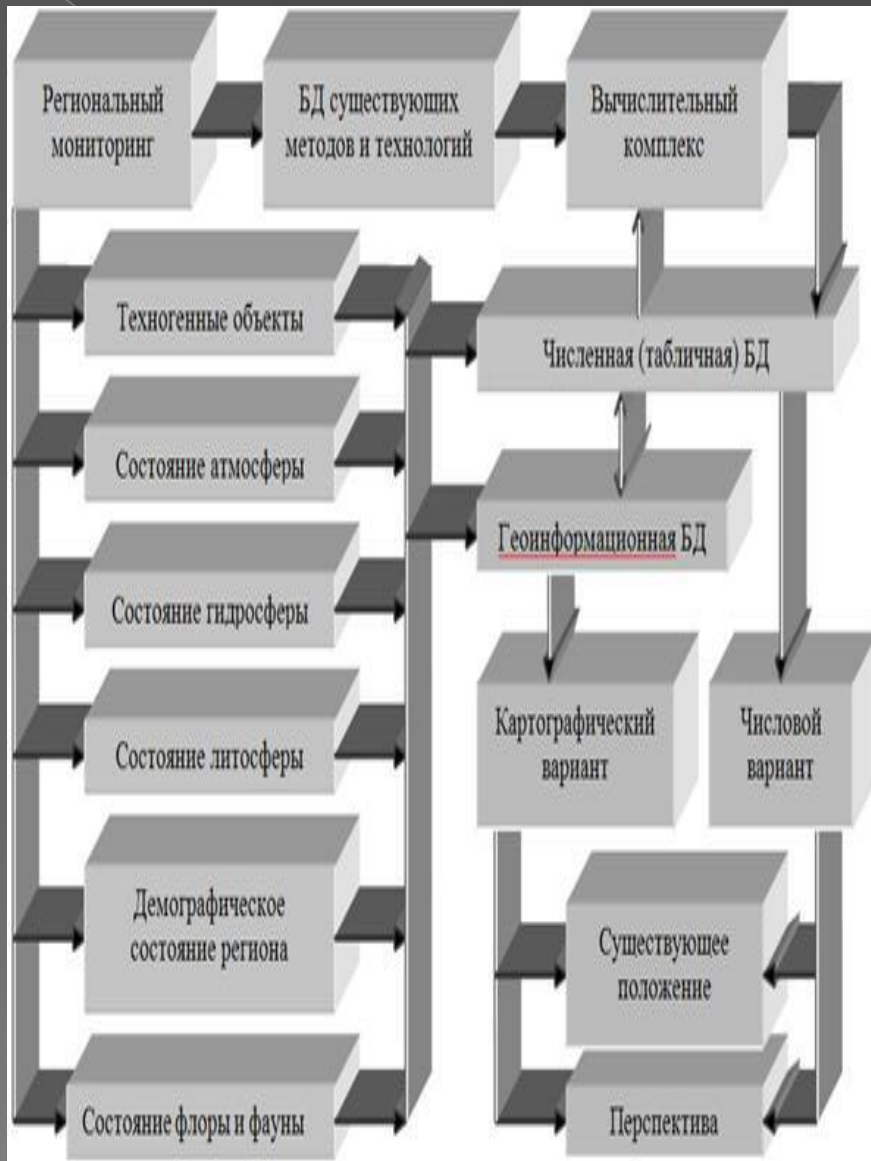 Региональный
мониторинг
БД существующих
методов и технологий
Вычислительный
комплекс
Техногенные объекты
Численная (табличная) БД
Состояние атмосферы
Геоинформационная БД
Состояние гидросферы
Состояние литосферы
Картографический
вариант
Числовой
вариант
Демографическое
состояние региона
Существующее
положение
Состояние флоры и фауны
Перспектива